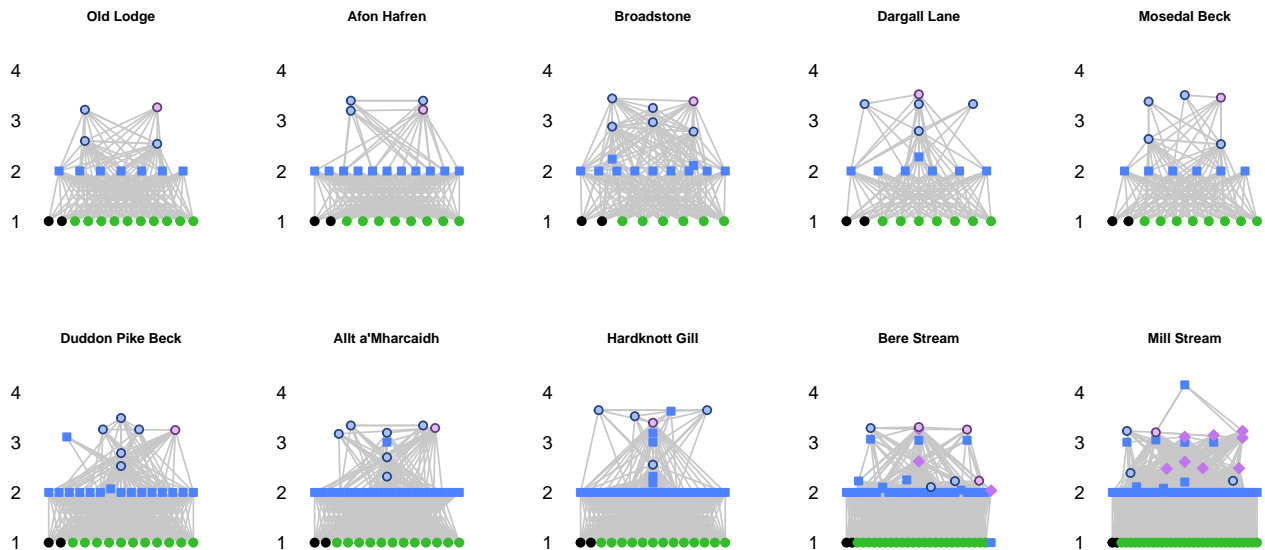 Old Lodge Afon Hafren Broadstone Dargall Lane Mosedal Beck
4 4 4 4 4
3 3 3 3 3
2 2 2 2 2
1 1 1 1 1
Duddon Pike Beck Allt a'Mharcaidh Hardknott Gill Bere Stream Mill Stream
4 4 4 4 4
3 3 3 3 3
2 2 2 2 2
1 1 1 1 1